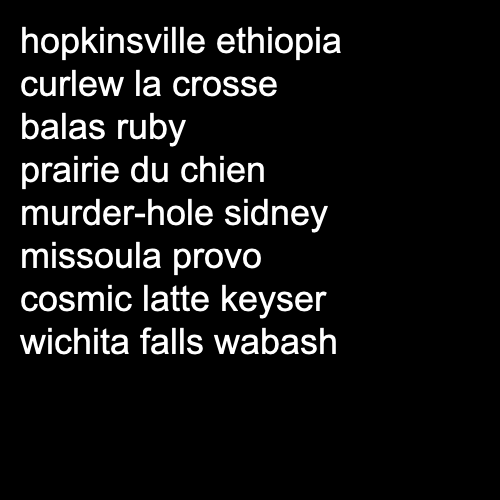 hopkinsville ethiopia
curlew la crosse
balas ruby
prairie du chien
murder-hole sidney
missoula provo
cosmic latte keyser
wichita falls wabash